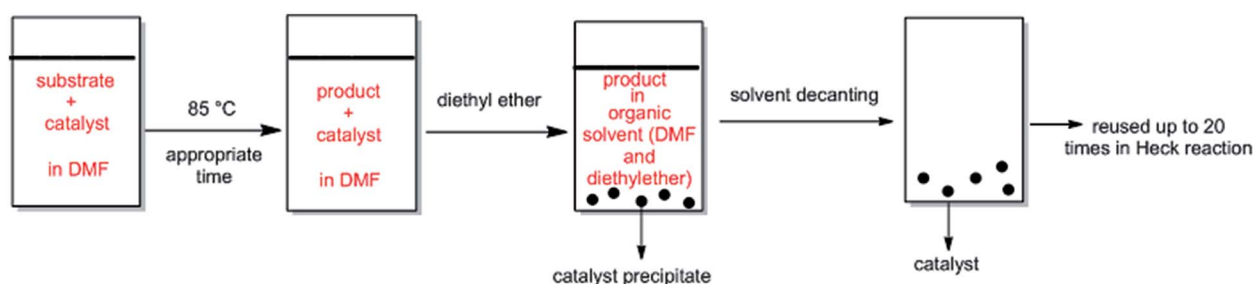 substrate
+
catalyst
in DMF
85 °C
appropriate
time
product
+
catalyst
in DMF
diethyl ether
product
in
organic
solvent (DMF
and
diethylether)
catalyst precipitate
solvent decanting
catalyst
reused up to 20
times in Heck reaction